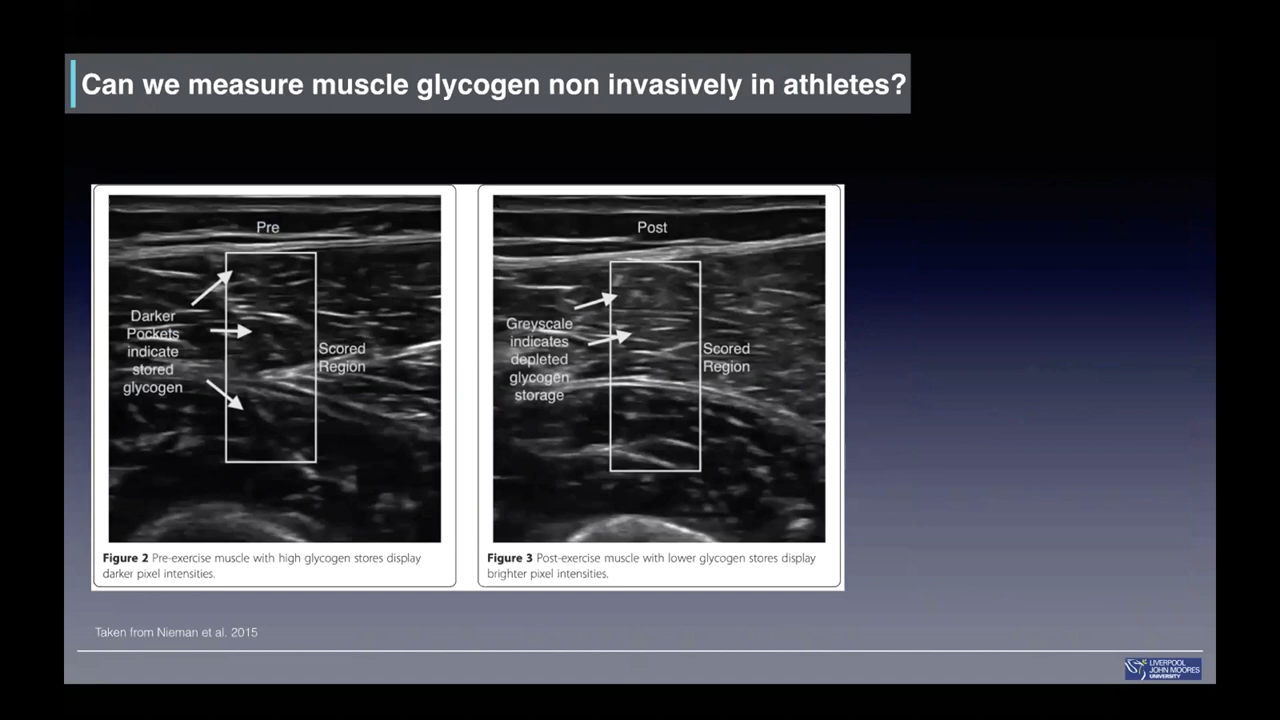 Can we measure muscle glycogen non invasively in athletes?
Pre
Darker
Pockets
indicate
stored
glycogen
Scored
Region
Figure 2 Pre-exercise muscle with high glycogen stores display
darker pixel intensities.
Post
Greyscale
indicates
depleted
glycogen
storage
Scored
Region
Figure 3 Post-exercise muscle with lower glycogen stores display
brighter pixel intensities.
Taken from Nieman et al. 2015
LIVERPOOL
JOHN MOORES
UNIVERSITY